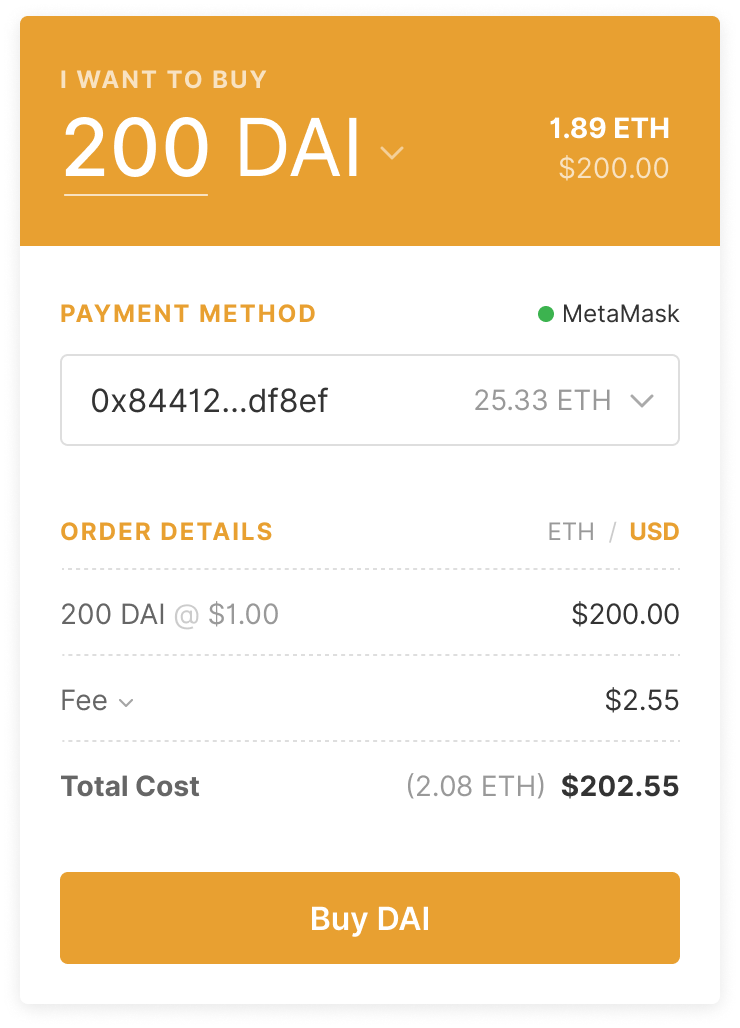 I WANT TO BUY
200 DAI
1.89 ETH
$200.00
PAYMENT METHOD
MetaMask
0x84412...df8ef
25.33 ETH
ORDER DETAILS
ETH / USD
200 DAI @ $1.00
$200.00
Fee
$2.55
Total Cost
(2.08 ETH) $202.55
Buy DAI